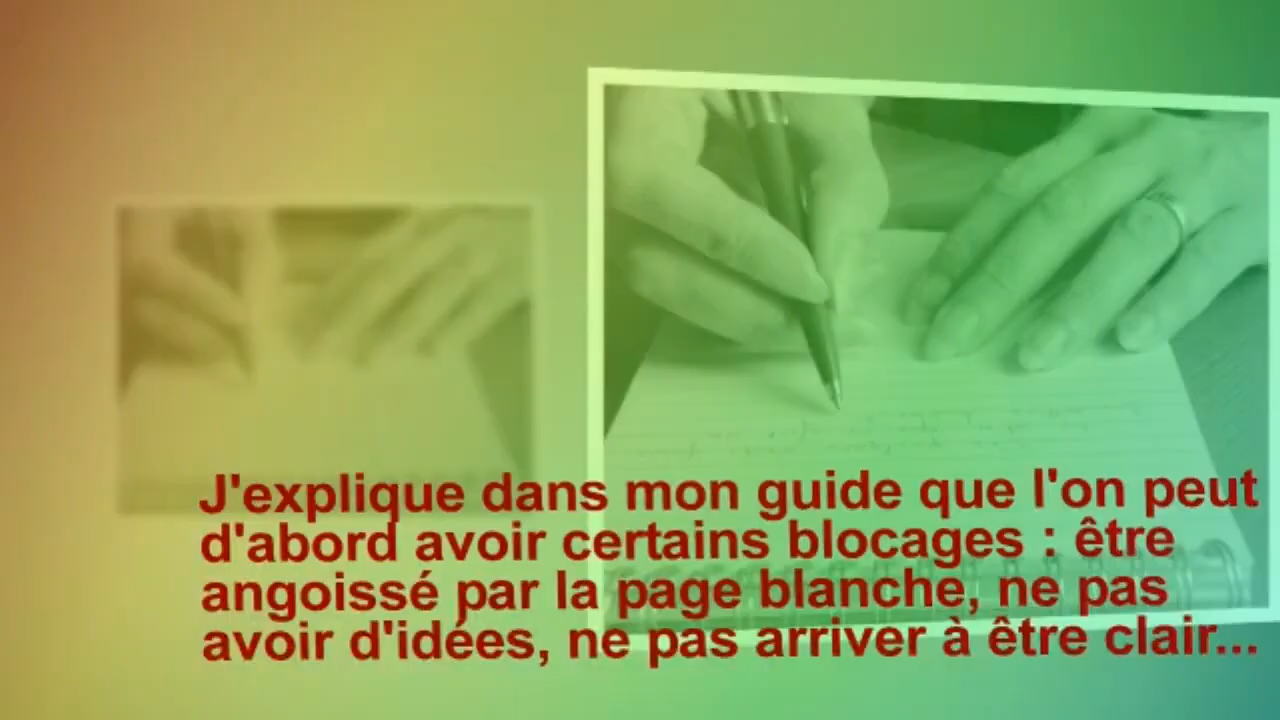 J'explique dans mon guide que l'on peut
d'abord avoir certains blocages : être
angoissé par la page blanche, ne pas
avoir d'idées, ne pas arriver à être clair...